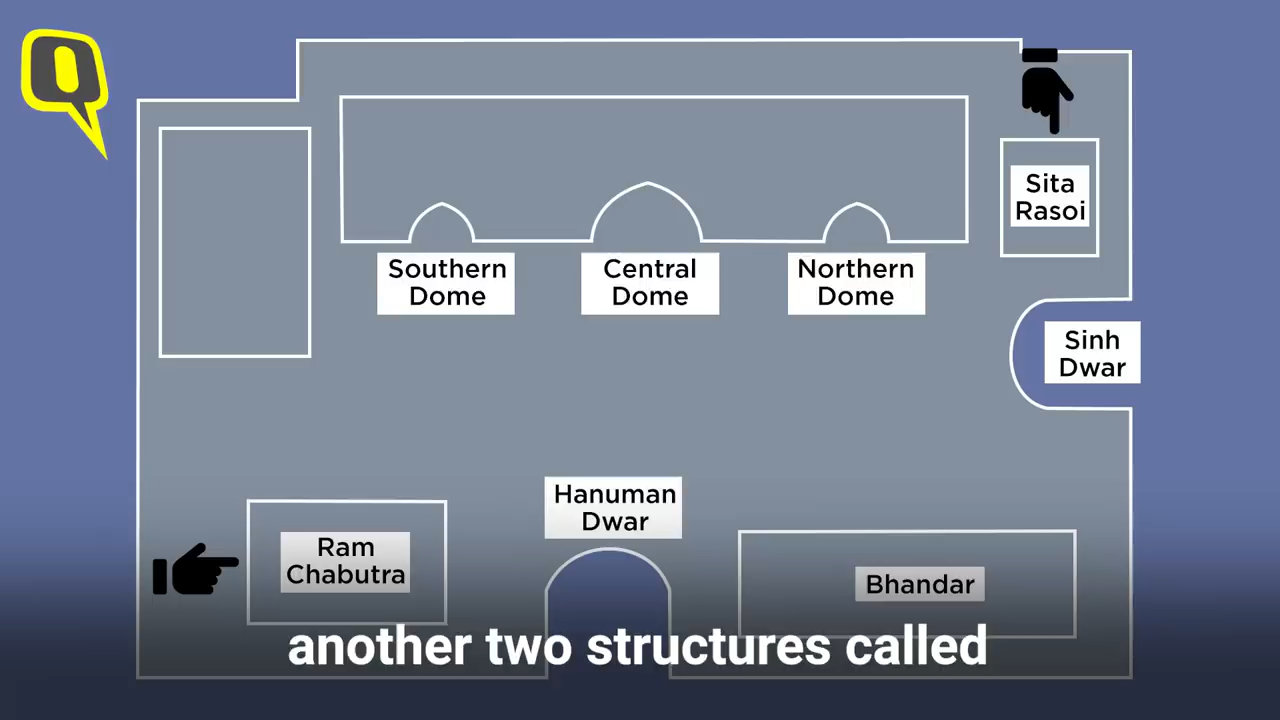 Q
Sita
Rasoi
Southern
Dome
Central
Dome
Northern
Dome
Sinh
Dwar
Hanuman
Dwar
Ram
Chabutra
Bhandar
another two structures called